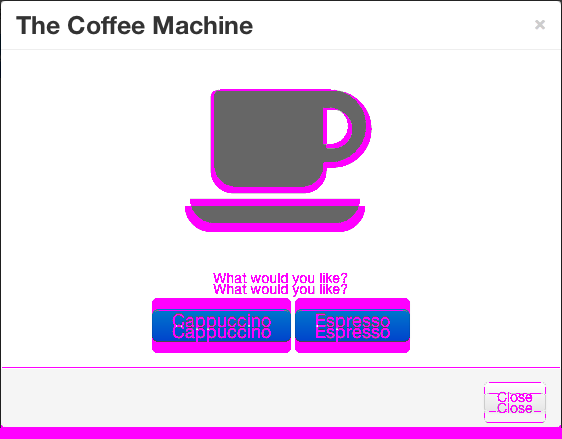 The Coffee Machine ×
What would you like?
What would you like?
Cappuccino Espresso
Cappuccino Espresso
Close
Close